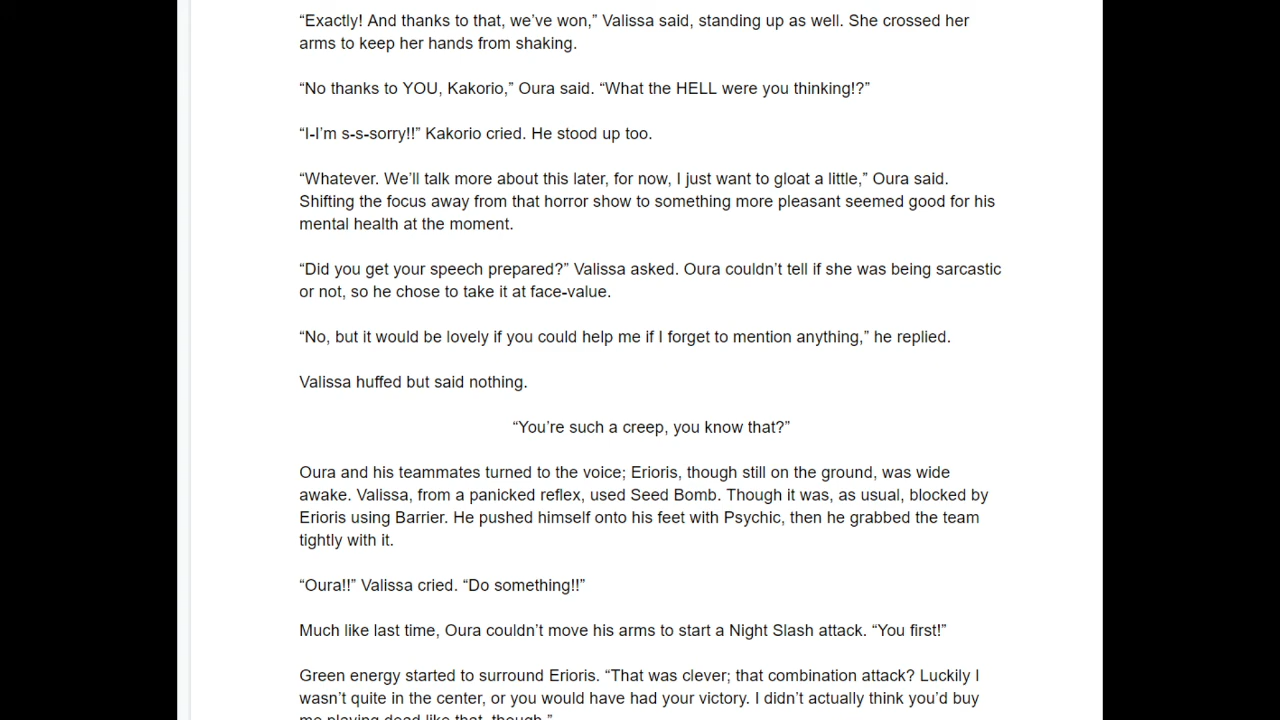 “Exactly! And thanks to that, we’ve won,” Valissa said, standing up as well. She crossed her
arms to keep her hands from shaking.
“No thanks to YOU, Kakorio,” Oura said. “What the HELL were you thinking!?”
“I-I’m s-s-sorry!!” Kakorio cried. He stood up too.
“Whatever. We’ll talk more about this later, for now, I just want to gloat a little,” Oura said.
Shifting the focus away from that horror show to something more pleasant seemed good for his
mental health at the moment.
“Did you get your speech prepared?” Valissa asked. Oura couldn’t tell if she was being sarcastic
or not, so he chose to take it at face-value.
“No, but it would be lovely if you could help me if I forget to mention anything,” he replied.
Valissa huffed but said nothing.
“You’re such a creep, you know that?”
Oura and his teammates turned to the voice; Erioris, though still on the ground, was wide
awake. Valissa, from a panicked reflex, used Seed Bomb. Though it was, as usual, blocked by
Erioris using Barrier. He pushed himself onto his feet with Psychic, then he grabbed the team
tightly with it.
“Oura!!” Valissa cried. “Do something!!”
Much like last time, Oura couldn’t move his arms to start a Night Slash attack. “You first!”
Green energy started to surround Erioris. “That was clever; that combination attack? Luckily I
wasn’t quite in the center, or you would have had your victory. I didn’t actually think you’d buy
me playing dead like that, though.”